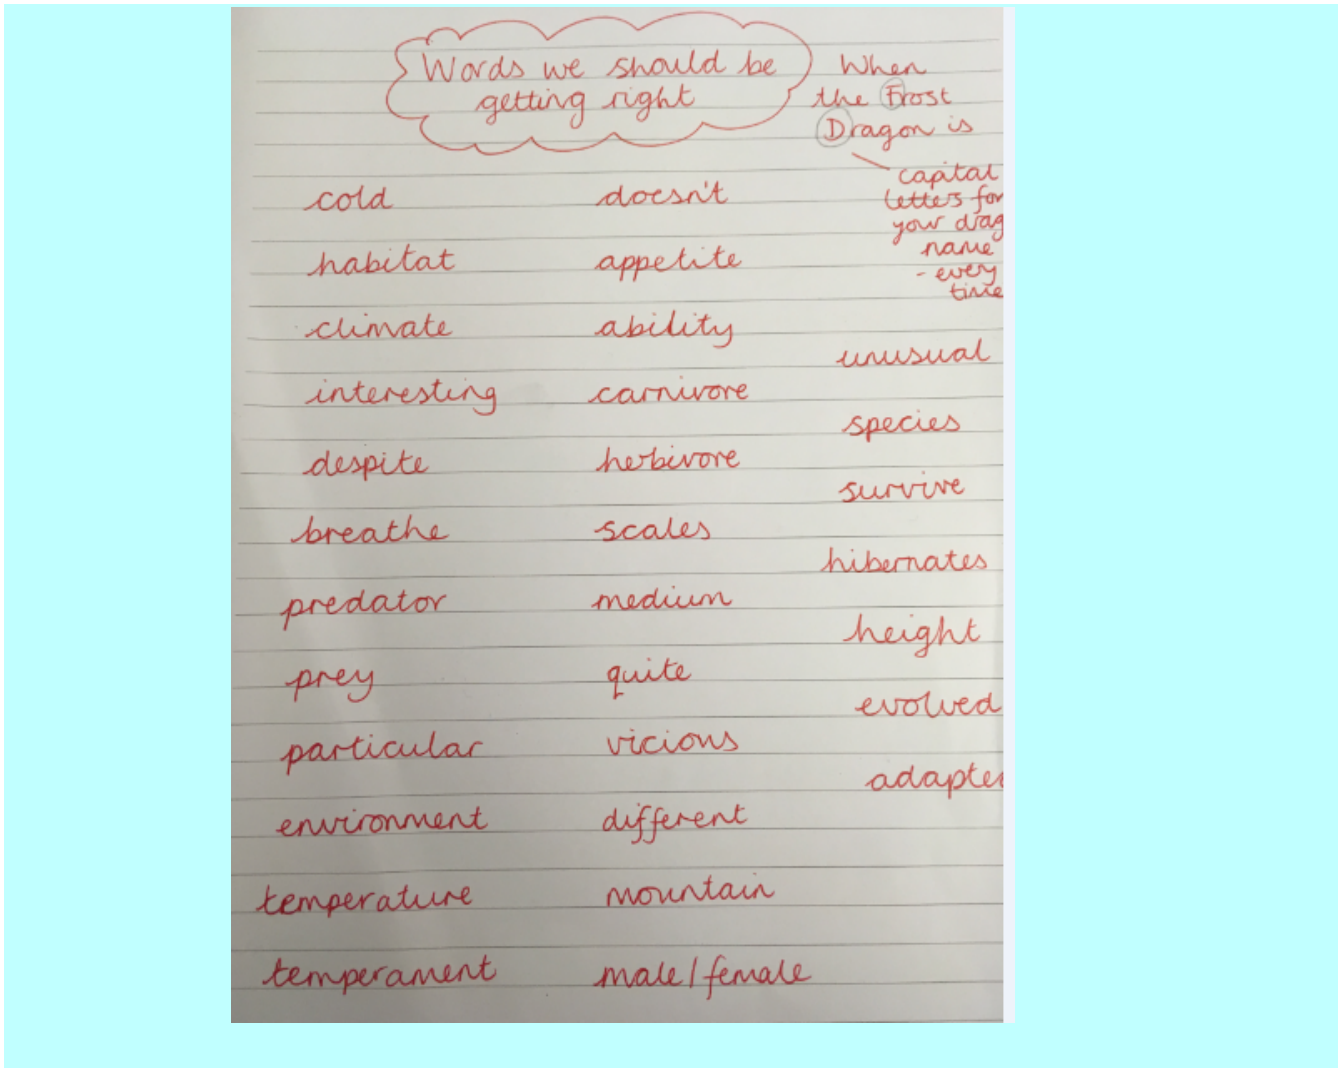 Words we should be
getting right
When
the Frost
Dragon is
capital
letters for
your drag
name
- every
time
cold
habitat
climate
interesting
despite
breathe
predator
prey
particular
environment
temperature
temperament
doesn't
appetite
ability
carnivore
herbivore
scales
medium
quite
vicious
different
mountain
male/female
unusual
species
survive
hibernates
height
evolved
adapte